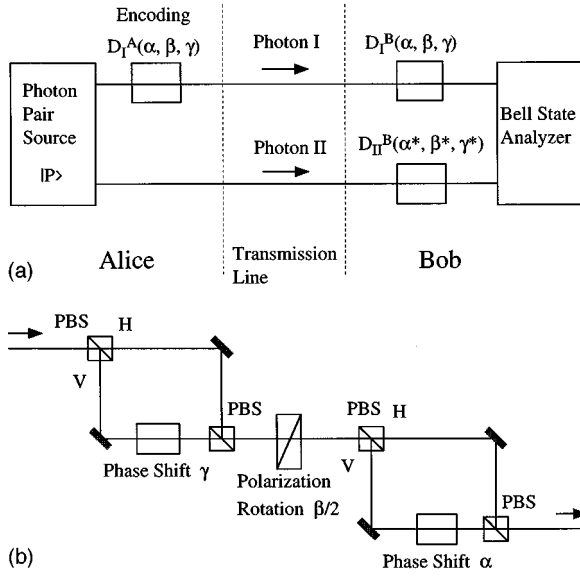 Encoding
D_I^A(α, β, γ)
Photon I
D_I^B(α, β, γ)
Photon
Pair
Source
|P>
Photon II
D_II^B(α*, β*, γ*)
Bell State
Analyzer
(a)
Alice
Transmission
Line
Bob
PBS
H
V
PBS
PBS
H
V
Phase Shift γ
Polarization
Rotation β/2
PBS
Phase Shift α
(b)